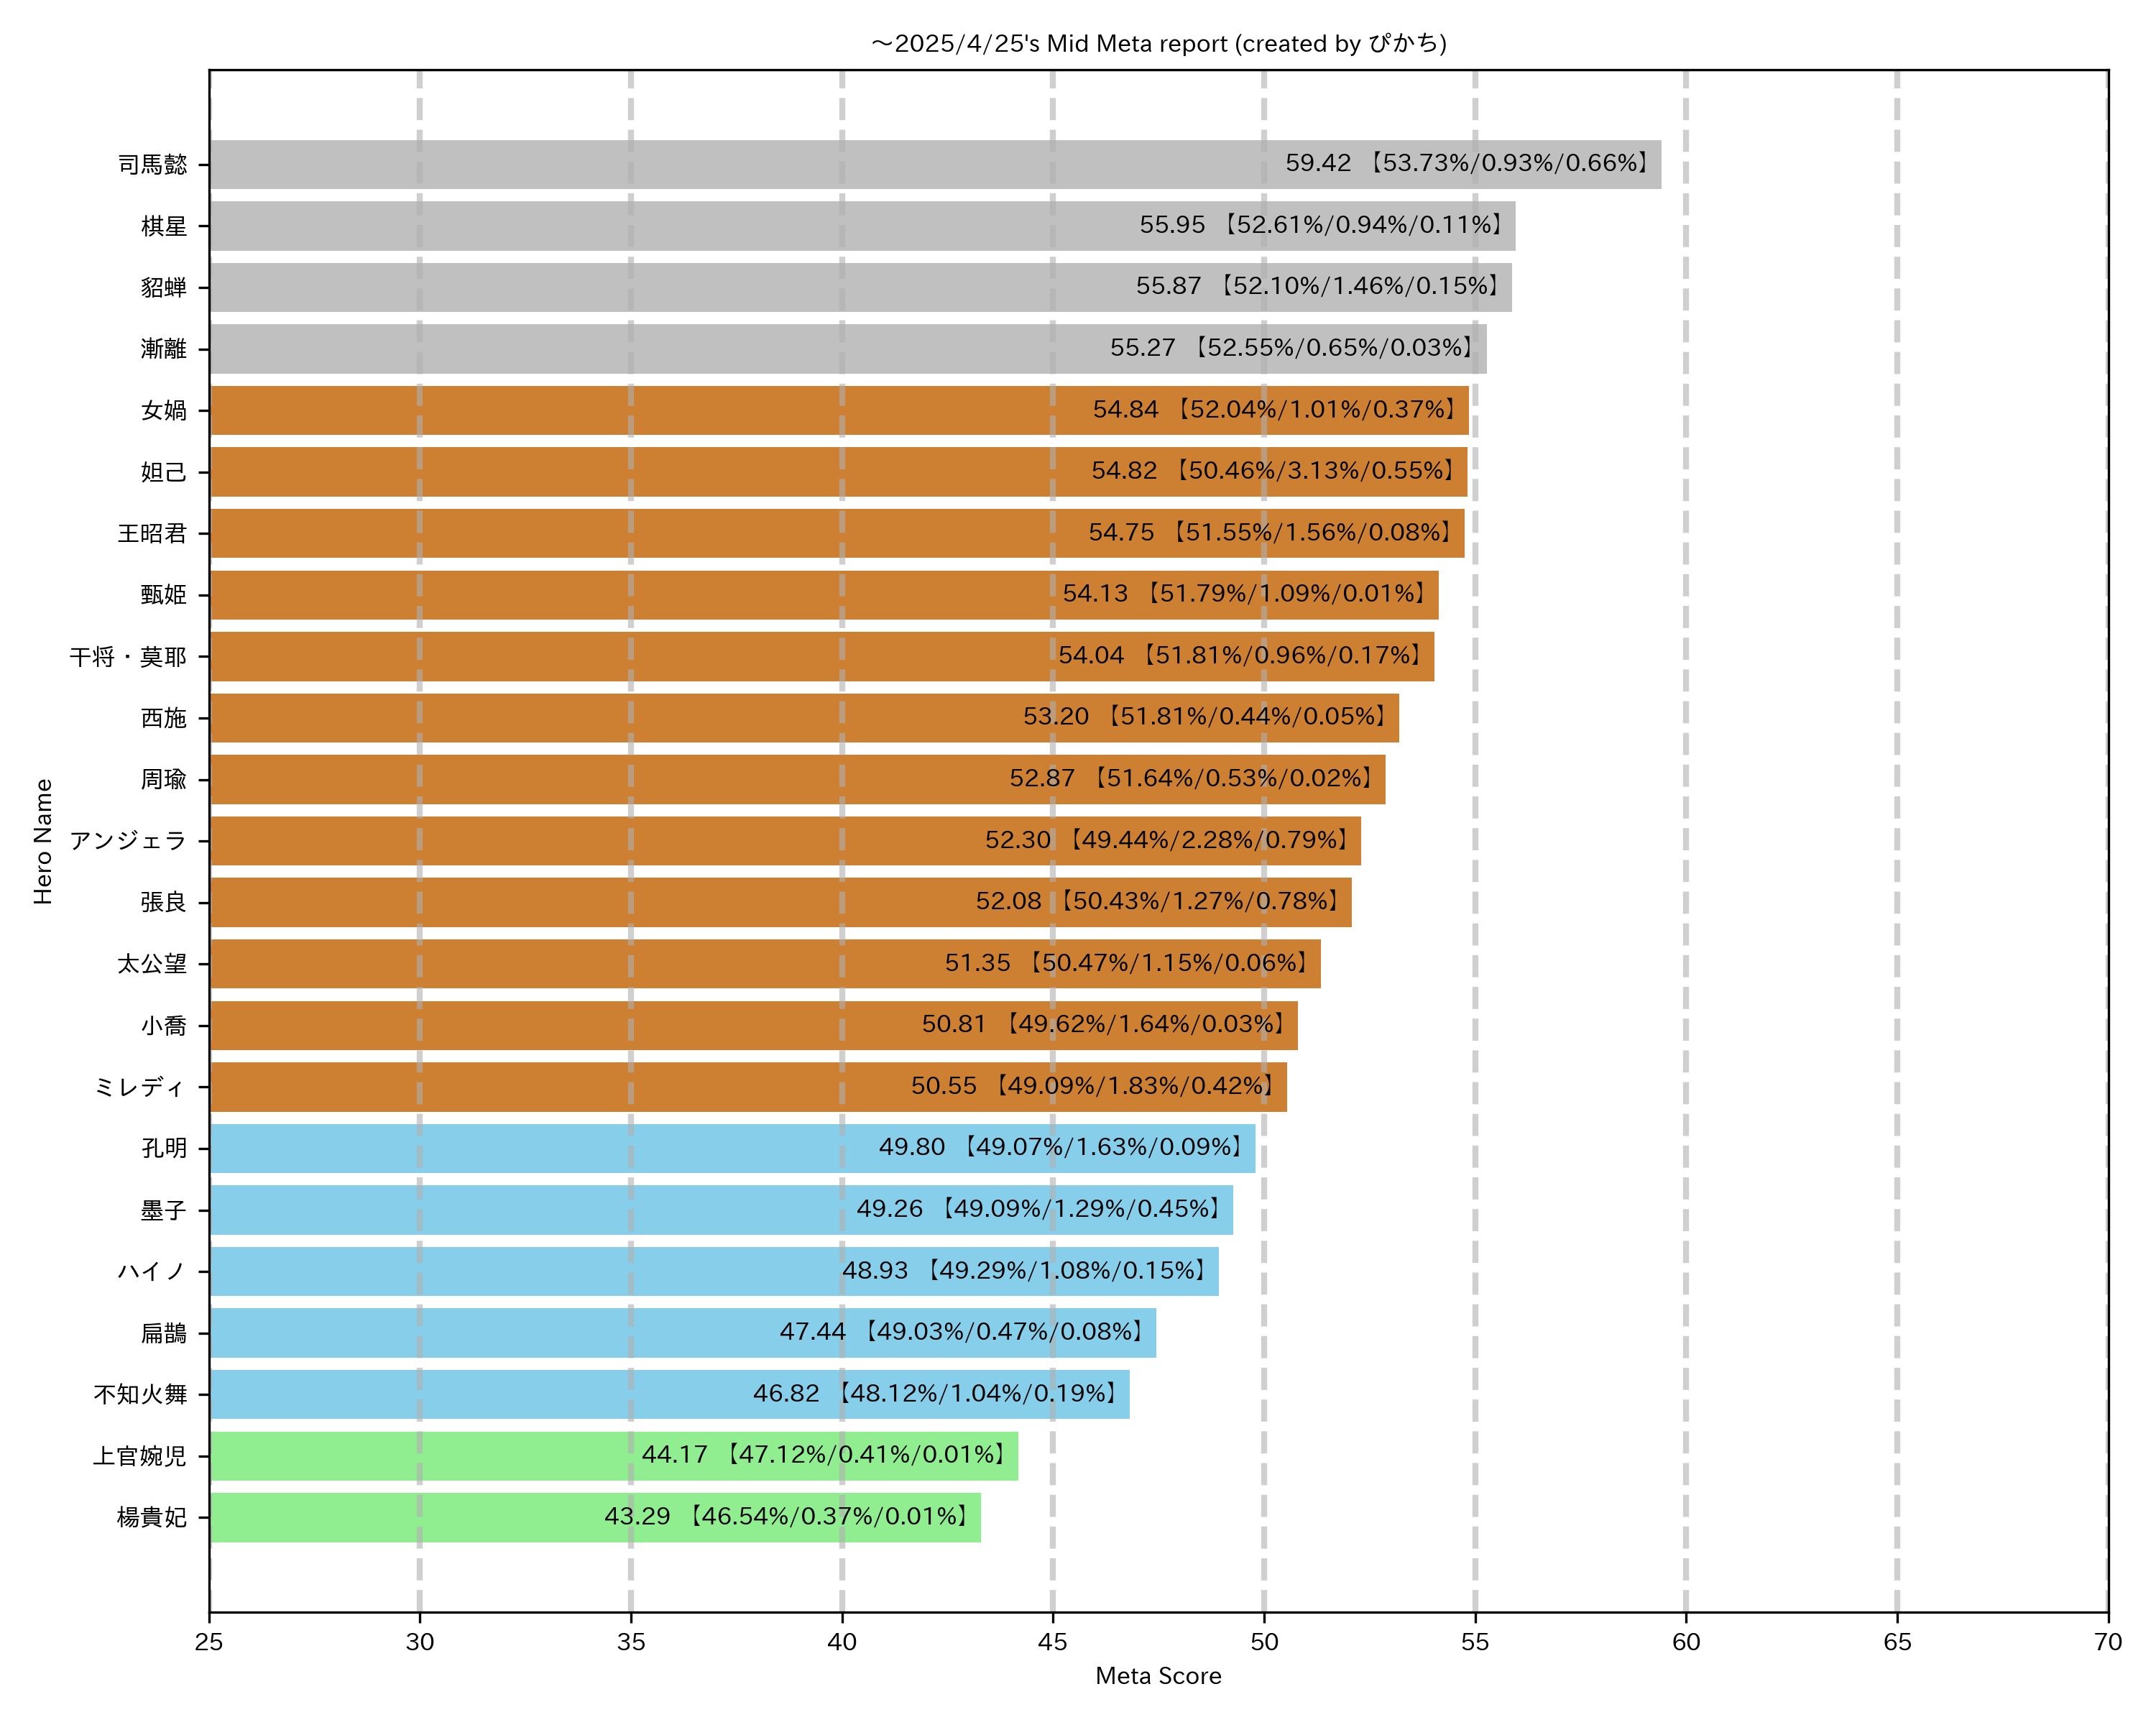 ～2025/4/25's Mid Meta report (created by ぴかち)
司馬懿 59.42 【53.73%/0.93%/0.66%】
棋星 55.95 【52.61%/0.94%/0.11%】
貂蝉 55.87 【52.10%/1.46%/0.15%】
漸離 55.27 【52.55%/0.65%/0.03%】
女媧 54.84 【52.04%/1.01%/0.37%】
妲己 54.82 【50.46%/3.13%/0.55%】
王昭君 54.75 【51.55%/1.56%/0.08%】
甄姫 54.13 【51.79%/1.09%/0.01%】
干将・莫耶 54.04 【51.81%/0.96%/0.17%】
西施 53.20 【51.81%/0.44%/0.05%】
周瑜 52.87 【51.64%/0.53%/0.02%】
アンジェラ 52.30 【49.44%/2.28%/0.79%】
張良 52.08 【50.43%/1.27%/0.78%】
太公望 51.35 【50.47%/1.15%/0.06%】
小喬 50.81 【49.62%/1.64%/0.03%】
ミレディ 50.55 【49.09%/1.83%/0.42%】
孔明 49.80 【49.07%/1.63%/0.09%】
墨子 49.26 【49.09%/1.29%/0.45%】
ハイノ 48.93 【49.29%/1.08%/0.15%】
扁鵲 47.44 【49.03%/0.47%/0.08%】
不知火舞 46.82 【48.12%/1.04%/0.19%】
上官婉児 44.17 【47.12%/0.41%/0.01%】
楊貴妃 43.29 【46.54%/0.37%/0.01%】
Hero Name
25 30 35 40 45 50 55 60 65 70
Meta Score